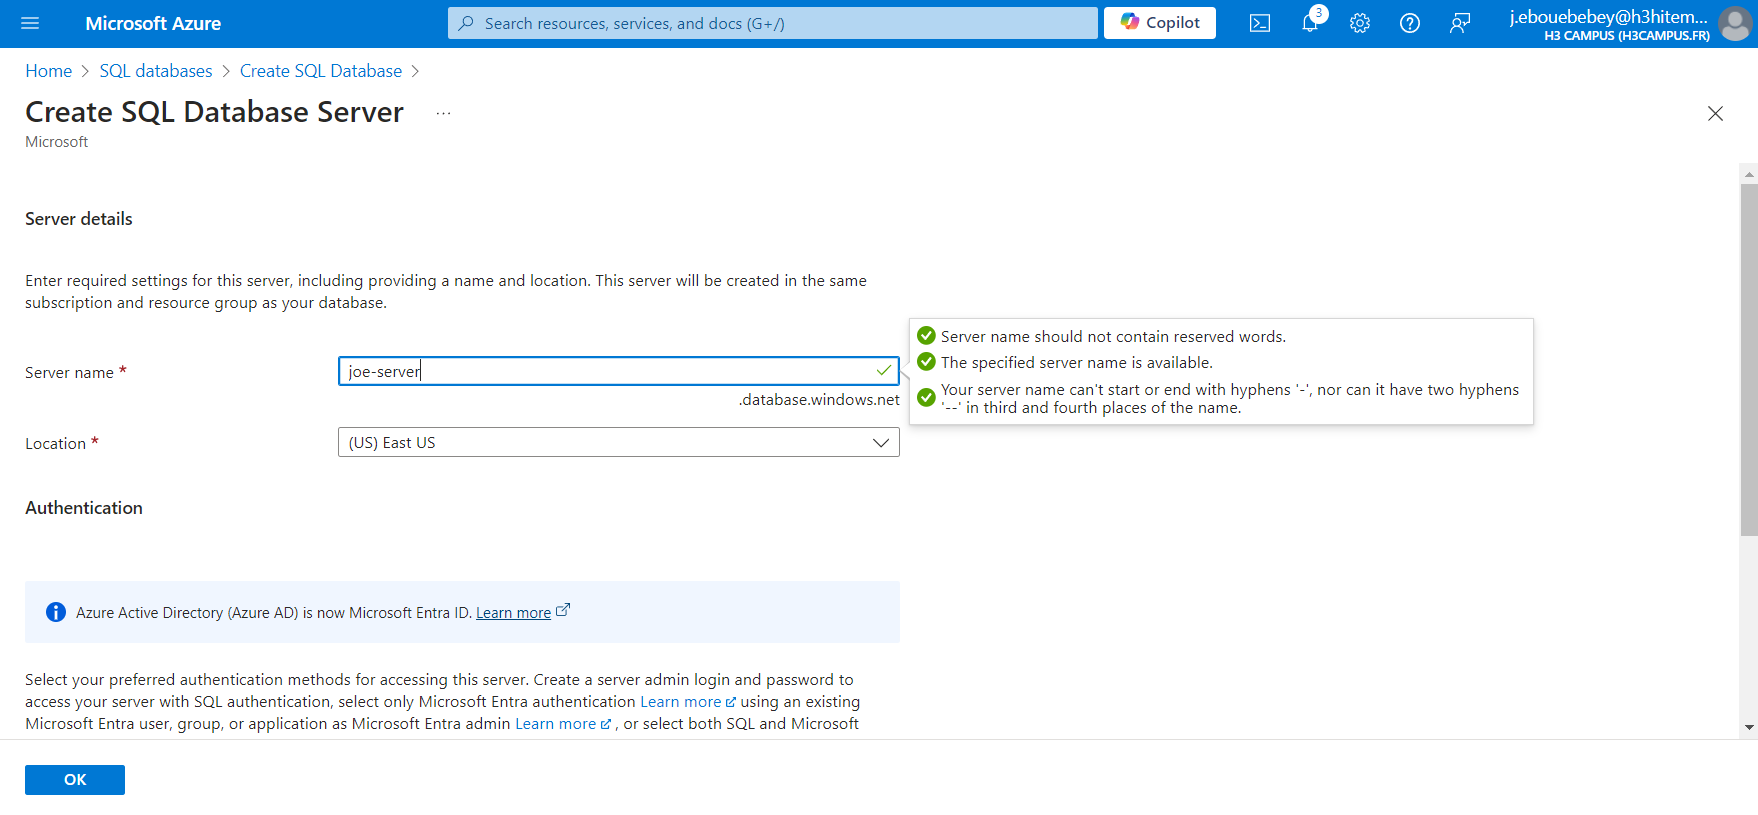 Microsoft Azure
Search resources, services, and docs (G+/)
Copilot
3
j.ebouebebey@h3hitem...
H3 CAMPUS (H3CAMPUS.FR)
Home > SQL databases > Create SQL Database >
Create SQL Database Server ...
Microsoft
Server details
Enter required settings for this server, including providing a name and location. This server will be created in the same
subscription and resource group as your database.
Server name *
joe-server
.database.windows.net
Server name should not contain reserved words.
The specified server name is available.
Your server name can't start or end with hyphens '-', nor can it have two hyphens
'--' in third and fourth places of the name.
Location *
(US) East US
Authentication
Azure Active Directory (Azure AD) is now Microsoft Entra ID. Learn more
Select your preferred authentication methods for accessing this server. Create a server admin login and password to
access your server with SQL authentication, select only Microsoft Entra authentication Learn more using an existing
Microsoft Entra user, group, or application as Microsoft Entra admin Learn more , or select both SQL and Microsoft
OK